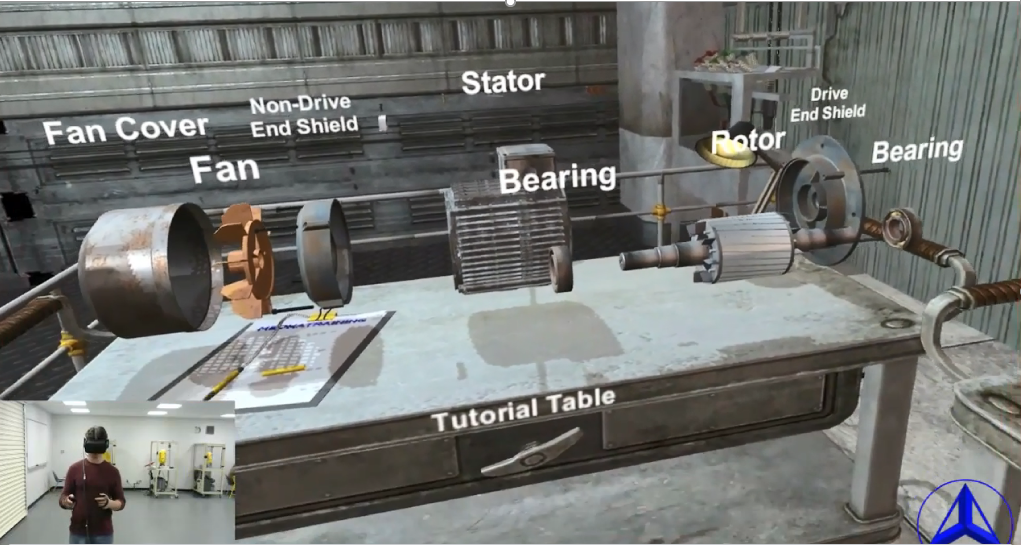 Stator
Non-Drive
End Shield
Drive
End Shield
Fan Cover
Rotor
Bearing
Fan
Bearing
Tutorial Table